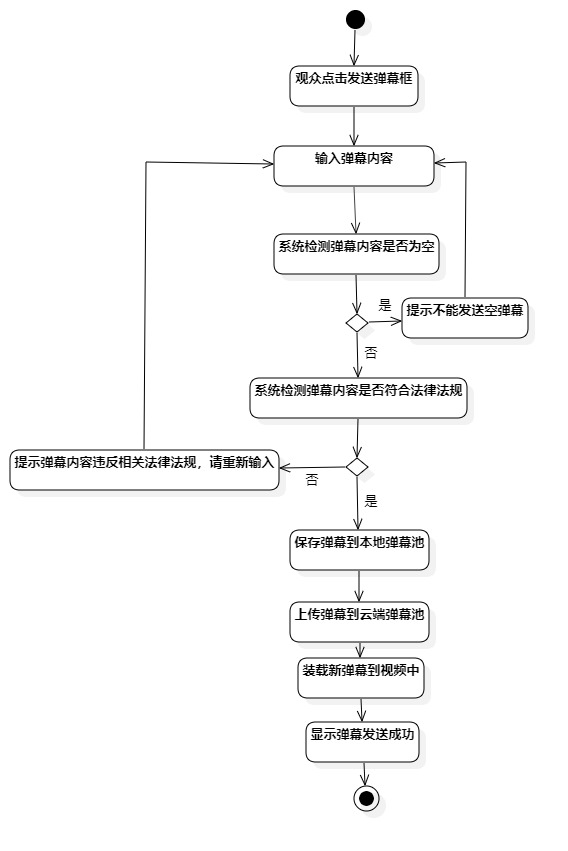 观众点击发送弹幕框
输入弹幕内容
系统检测弹幕内容是否为空
是
提示不能发送空弹幕
否
系统检测弹幕内容是否符合法律法规
提示弹幕内容违反相关法律法规，请重新输入
否
是
保存弹幕到本地弹幕池
上传弹幕到云端弹幕池
装载新弹幕到视频中
显示弹幕发送成功